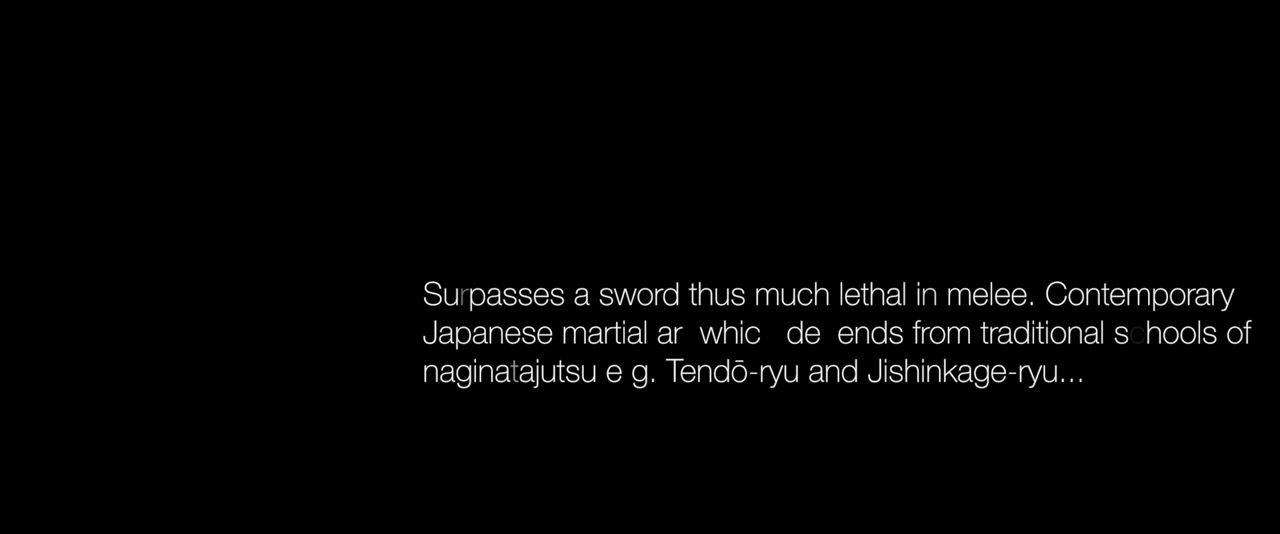 Surpasses a sword thus much lethal in melee. Contemporary
Japanese martial ar whic de ends from traditional schools of
naginatajutsu e g. Tendō-ryu and Jishinkage-ryu...